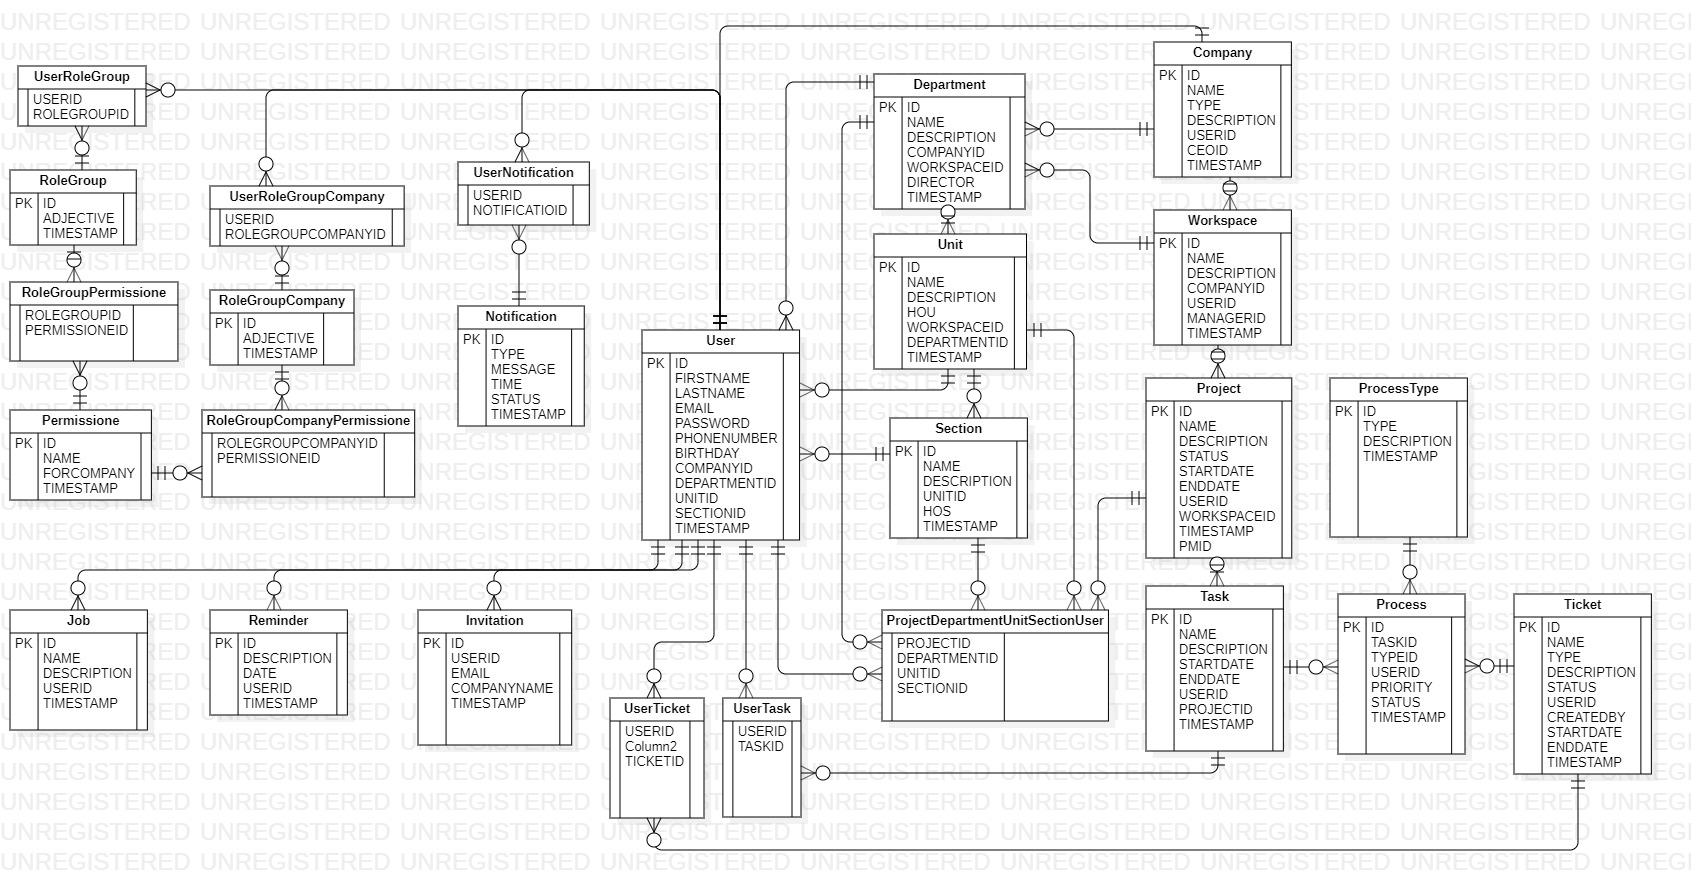 UserRoleGroup
USERID
ROLEGROUPID
RoleGroup
PK ID
ADJECTIVE
TIMESTAMP
RoleGroupPermissione
ROLEGROUPID
PERMISSIONEID
Permissione
PK ID
NAME
FORCOMPANY
TIMESTAMP
UserRoleGroupCompany
USERID
ROLEGROUPCOMPANYID
RoleGroupCompany
PK ID
ADJECTIVE
TIMESTAMP
RoleGroupCompanyPermissione
ROLEGROUPCOMPANYID
PERMISSIONEID
UserNotification
USERID
NOTIFICATIOID
Notification
PK ID
TYPE
MESSAGE
TIME
STATUS
TIMESTAMP
User
PK ID
FIRSTNAME
LASTNAME
EMAIL
PASSWORD
PHONENUMBER
BIRTHDAY
COMPANYID
DEPARTMENTID
UNITID
SECTIONID
TIMESTAMP
Department
PK ID
NAME
DESCRIPTION
COMPANYID
WORKSPACEID
DIRECTOR
TIMESTAMP
Unit
PK ID
NAME
DESCRIPTION
HOU
WORKSPACEID
DEPARTMENTID
TIMESTAMP
Section
PK ID
NAME
DESCRIPTION
UNITID
HOS
TIMESTAMP
Company
PK ID
NAME
TYPE
DESCRIPTION
USERID
CEOID
TIMESTAMP
Workspace
PK ID
NAME
DESCRIPTION
COMPANYID
USERID
MANAGERID
TIMESTAMP
Project
PK ID
NAME
DESCRIPTION
STATUS
STARTDATE
ENDDATE
USERID
WORKSPACEID
TIMESTAMP
PMID
ProcessType
PK ID
TYPE
DESCRIPTION
TIMESTAMP
Job
PK ID
NAME
DESCRIPTION
USERID
TIMESTAMP
Reminder
PK ID
DESCRIPTION
DATE
USERID
TIMESTAMP
Invitation
PK ID
USERID
EMAIL
COMPANYNAME
TIMESTAMP
UserTicket
USERID
Column2
TICKETID
UserTask
USERID
TASKID
ProjectDepartmentUnitSectionUser
PROJECTID
DEPARTMENTID
UNITID
SECTIONID
Task
PK ID
NAME
DESCRIPTION
STARTDATE
ENDDATE
USERID
PROJECTID
TIMESTAMP
Process
PK ID
TASKID
TYPEID
USERID
PRIORITY
STATUS
TIMESTAMP
Ticket
PK ID
NAME
TYPE
DESCRIPTION
STATUS
USERID
CREATEDBY
STARTDATE
ENDDATE
TIMESTAMP